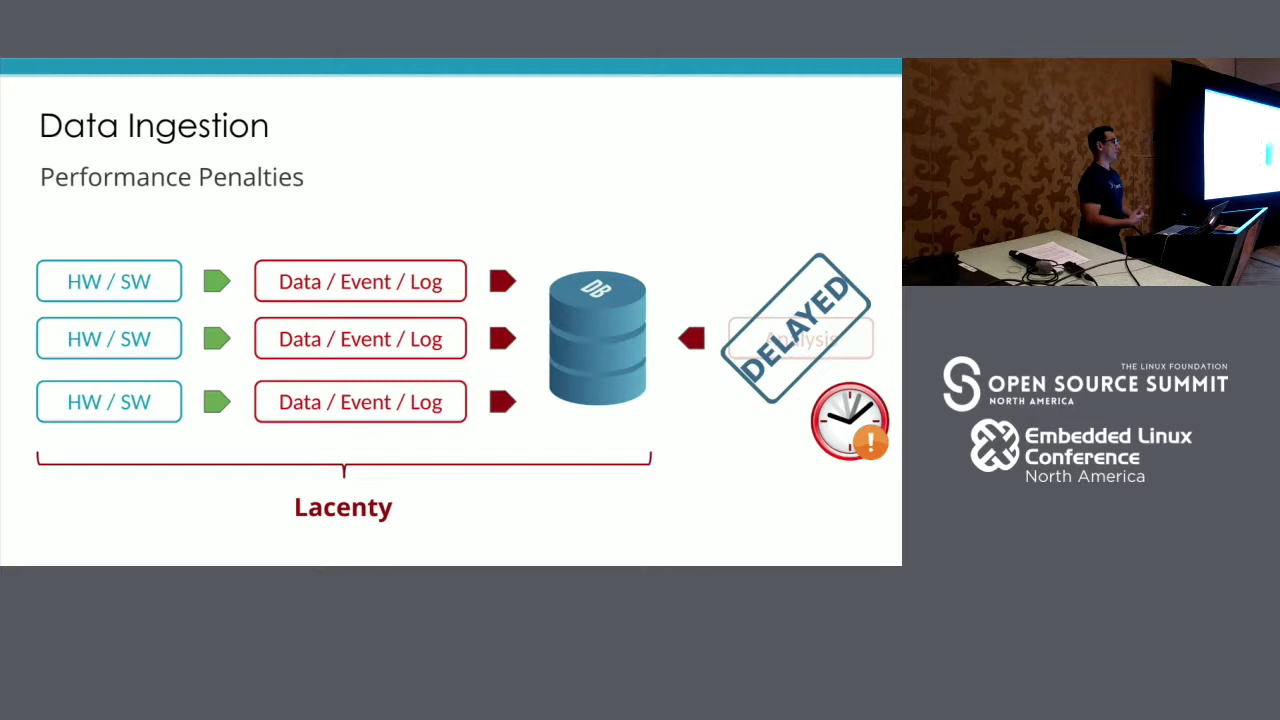 Data Ingestion
Performance Penalties
HW / SW
Data / Event / Log
HW / SW
Data / Event / Log
HW / SW
Data / Event / Log
DB
DELAYED
Analysis
!
Lacenty
THE LINUX FOUNDATION
OPEN SOURCE SUMMIT
NORTH AMERICA
Embedded Linux
Conference
North America